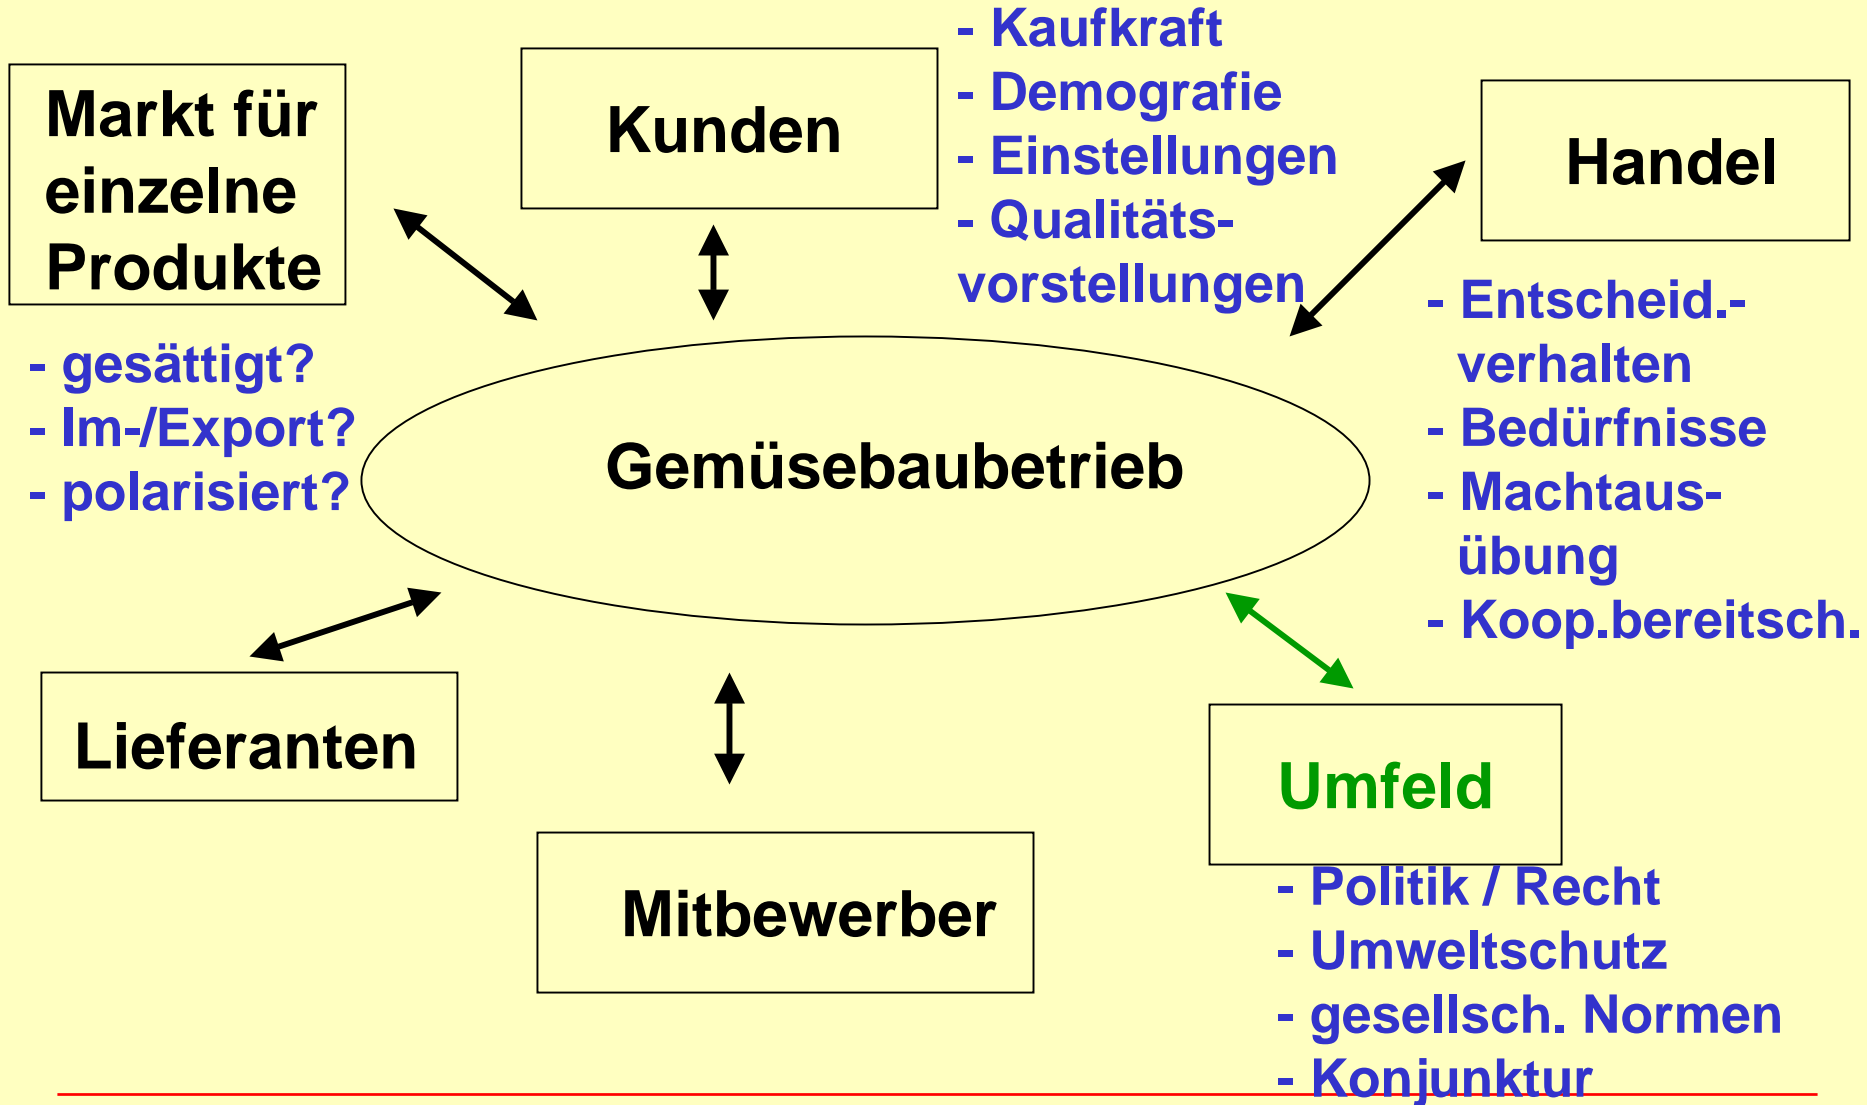 Markt für
einzelne
Produkte
- gesättigt?
- Im-/Export?
- polarisiert?
Kunden
- Kaufkraft
- Demografie
- Einstellungen
- Qualitäts-
vorstellungen
Handel
- Entscheid.-
verhalten
- Bedürfnisse
- Machtaus-
übung
- Koop.bereitsch.
Gemüsebaubetrieb
Lieferanten
Mitbewerber
Umfeld
- Politik / Recht
- Umweltschutz
- gesellsch. Normen
- Konjunktur